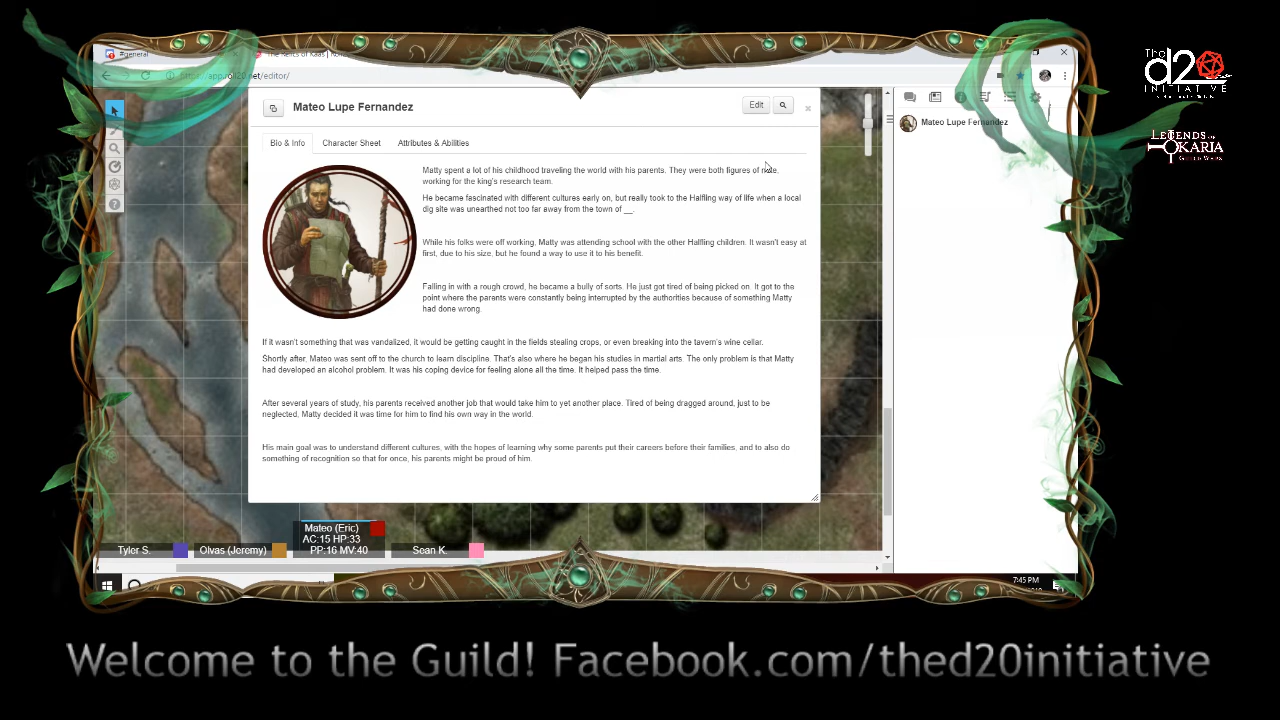 #general
The Relics of Kaas |
The
d20
INITIATIVE
https://app.roll20.net/editor/
Mateo Lupe Fernandez
Edit
Mateo Lupe Fernandez
LEGENDS OF
OKARIA
GUILD WARS
Bio & Info
Character Sheet
Attributes & Abilities
Matty spent a lot of his childhood traveling the world with his parents. They were both figures of note,
working for the king's research team.
He became fascinated with different cultures early on, but really took to the Halfling way of life when a local
dig site was unearthed not too far away from the town of __.
While his folks were off working, Matty was attending school with the other Halfling children. It wasn't easy at
first, due to his size, but he found a way to use it to his benefit.
Falling in with a rough crowd, he became a bully of sorts. He just got tired of being picked on. It got to the
point where the parents were constantly being interrupted by the authorities because of something Matty
had done wrong.
If it wasn't something that was vandalized, it would be getting caught in the fields stealing crops, or even breaking into the tavern's wine cellar.
Shortly after, Mateo was sent off to the church to learn discipline. That's also where he began his studies in martial arts. The only problem is that Matty
had developed an alcohol problem. It was his coping device for feeling alone all the time. It helped pass the time.
After several years of study, his parents received another job that would take him to yet another place. Tired of being dragged around, just to be
neglected, Matty decided it was time for him to find his own way in the world.
His main goal was to understand different cultures, with the hopes of learning why some parents put their careers before their families, and to also do
something of recognition so that for once, his parents might be proud of him.
Mateo (Eric)
AC:15 HP:33
Tyler S.
Olvas (Jeremy)
PP:16 MV:40
Sean K.
7:45 PM
Welcome to the Guild! Facebook.com/thed20initiative